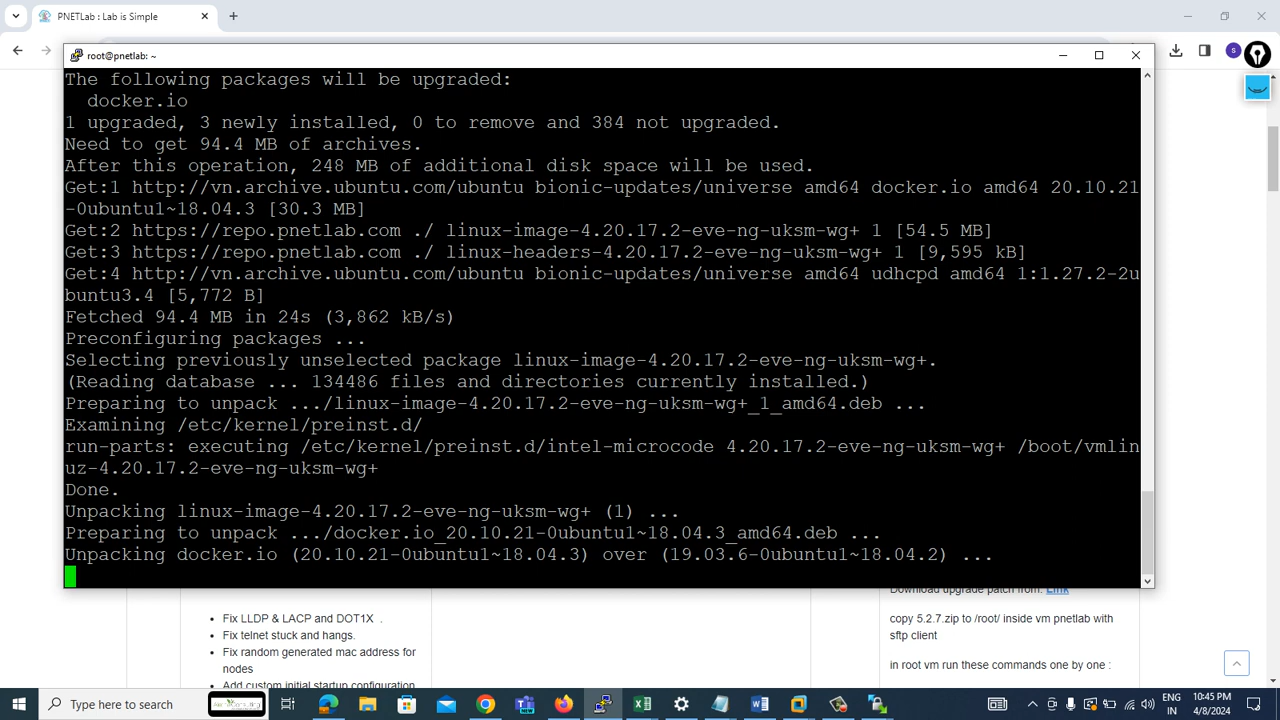 PNETLab : Lab is Simple
root@pnetlab: ~
The following packages will be upgraded:
docker.io
1 upgraded, 3 newly installed, 0 to remove and 384 not upgraded.
Need to get 94.4 MB of archives.
After this operation, 248 MB of additional disk space will be used.
Get:1 http://vn.archive.ubuntu.com/ubuntu bionic-updates/universe amd64 docker.io amd64 20.10.21
-0ubuntu1~18.04.3 [30.3 MB]
Get:2 https://repo.pnetlab.com ./ linux-image-4.20.17.2-eve-ng-uksm-wg+ 1 [54.5 MB]
Get:3 https://repo.pnetlab.com ./ linux-headers-4.20.17.2-eve-ng-uksm-wg+ 1 [9,595 kB]
Get:4 http://vn.archive.ubuntu.com/ubuntu bionic-updates/universe amd64 udhcpd amd64 1:1.27.2-2u
buntu3.4 [5,772 B]
Fetched 94.4 MB in 24s (3,862 kB/s)
Preconfiguring packages ...
Selecting previously unselected package linux-image-4.20.17.2-eve-ng-uksm-wg+.
(Reading database ... 134486 files and directories currently installed.)
Preparing to unpack .../linux-image-4.20.17.2-eve-ng-uksm-wg+_1_amd64.deb ...
Examining /etc/kernel/preinst.d/
run-parts: executing /etc/kernel/preinst.d/intel-microcode 4.20.17.2-eve-ng-uksm-wg+ /boot/vmlin
uz-4.20.17.2-eve-ng-uksm-wg+
Done.
Unpacking linux-image-4.20.17.2-eve-ng-uksm-wg+ (1) ...
Preparing to unpack .../docker.io_20.10.21-0ubuntu1~18.04.3_amd64.deb ...
Unpacking docker.io (20.10.21-0ubuntu1~18.04.3) over (19.03.6-0ubuntu1~18.04.2) ...
Download upgrade patch from: Link
copy 5.2.7.zip to /root/ inside vm pnetlab with
sftp client
in root vm run these commands one by one :
Fix LLDP & LACP and DOT1X .
Fix telnet stuck and hangs.
Fix random generated mac address for
nodes
Add custom initial startup configuration
Type here to search
ENG
IN
10:45 PM
4/8/2024